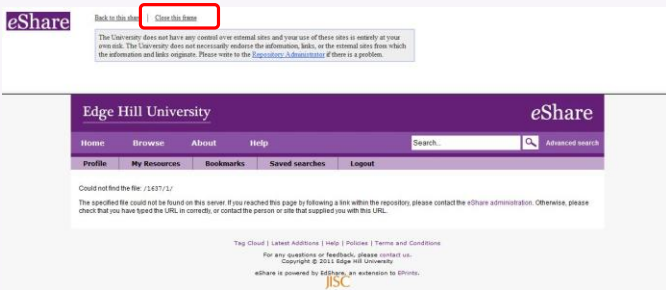 eShare
Back to this share | Close this frame
The University does not have any control over external sites and your use of these sites is entirely at your
own risk. The University does not necessarily endorse the information, links, or the external sites from which
the information and links originate. Please write to the Repository Administrator if there is a problem.
Edge Hill University eShare
Home Browse About Help Search.. Advanced search
Profile My Resources Bookmarks Saved searches Logout
Could not find the file: /1637/1/
The specified file could not be found on this server. If you reached this page by following a link within the repository, please contact the eShare administration. Otherwise, please
check that you have typed the URL in correctly, or contact the person or site that supplied you with this URL.
Tag Cloud | Latest Additions | Help | Policies | Terms and Conditions
For any questions or feedback, please contact us.
Copyright © 2011 Edge Hill University
eShare is powered by EdShare, an extension to EPrints.
JISC